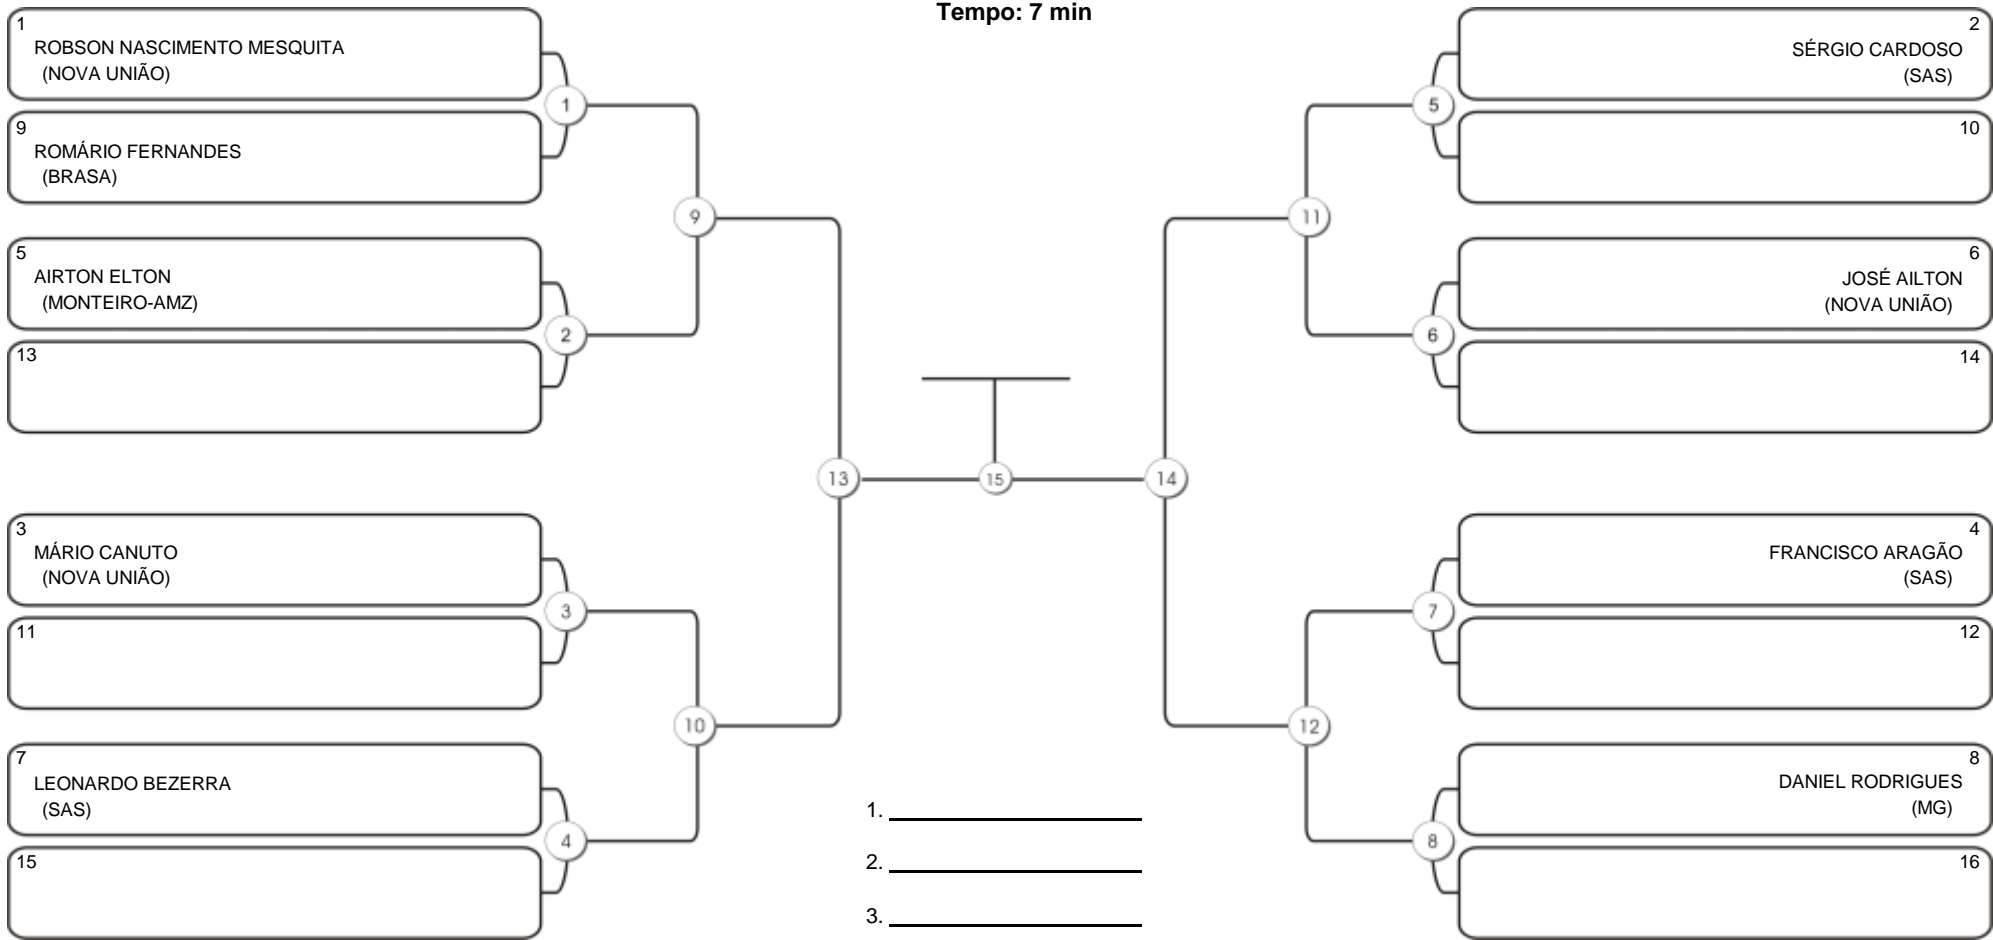 Tempo: 7 min
1
ROBSON NASCIMENTO MESQUITA
(NOVA UNIÃO)
9
ROMÁRIO FERNANDES
(BRASA)
5
AIRTON ELTON
(MONTEIRO-AMZ)
13
3
MÁRIO CANUTO
(NOVA UNIÃO)
11
7
LEONARDO BEZERRA
(SAS)
15
1
2
3
4
9
10
13
15
14
11
12
5
6
7
8
2
SÉRGIO CARDOSO
(SAS)
10
6
JOSÉ AILTON
(NOVA UNIÃO)
14
4
FRANCISCO ARAGÃO
(SAS)
12
8
DANIEL RODRIGUES
(MG)
16
1.
2.
3.